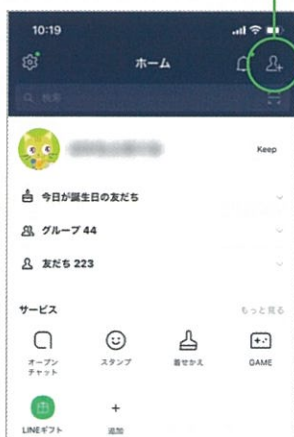 10:19
ホーム
検索
Keep
今日が誕生日の友だち
グループ 44
友だち 223
サービス
もっと見る
オープン
チャット
スタンプ
着せかえ
GAME
LINEギフト
追加